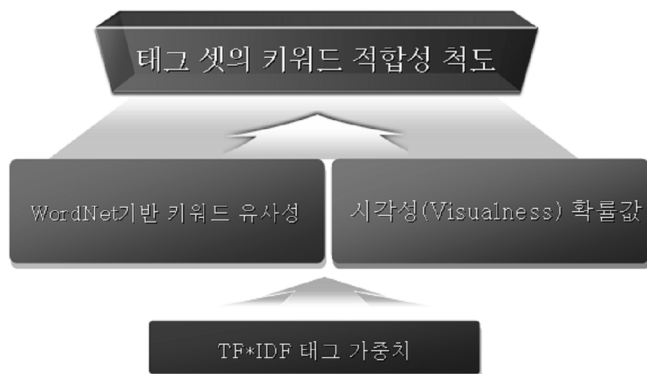 태그 셋의 키워드 적합성 척도
WordNet기반 키워드 유사성
시각성(Visualness) 확률값
TF*IDF 태그 가중치